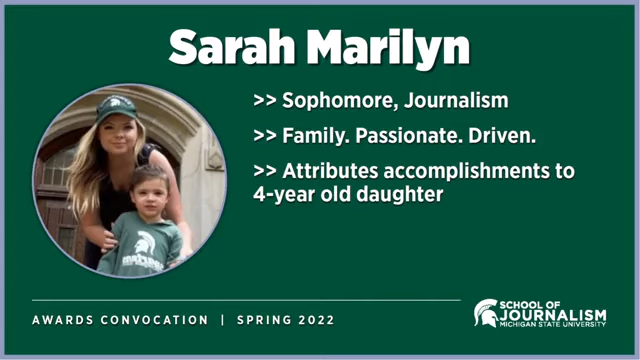 Sarah Marilyn
>> Sophomore, Journalism
>> Family. Passionate. Driven.
>> Attributes accomplishments to
4-year old daughter
AWARDS CONVOCATION | SPRING 2022
SCHOOL OF
JOURNALISM
MICHIGAN STATE UNIVERSITY